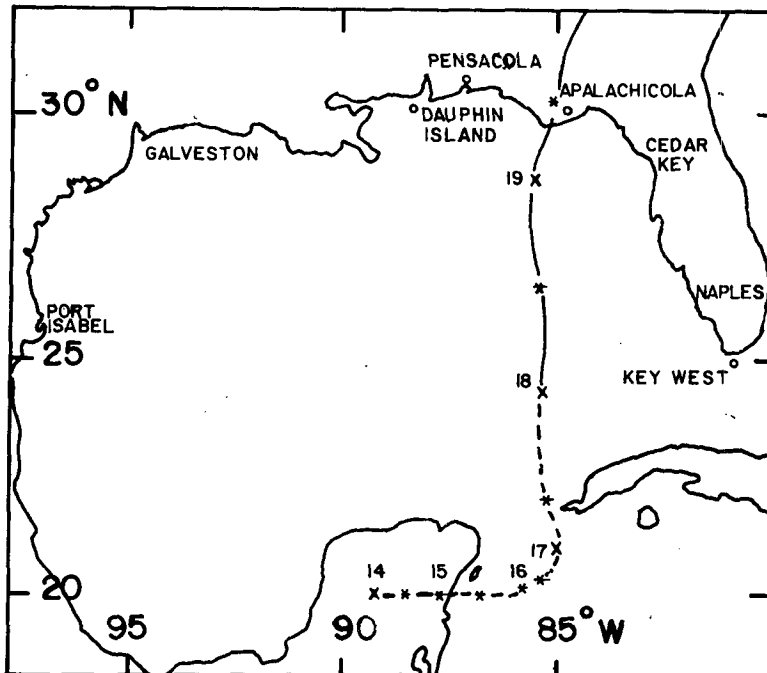 PENSACOLA
30° N
APALACHICOLA
DAUPHIN
ISLAND
GALVESTON
CEDAR
KEY
19
NAPLES
PORT
ISABEL
25
18
KEY WEST
17
14
15
16
20
95
90
85°W